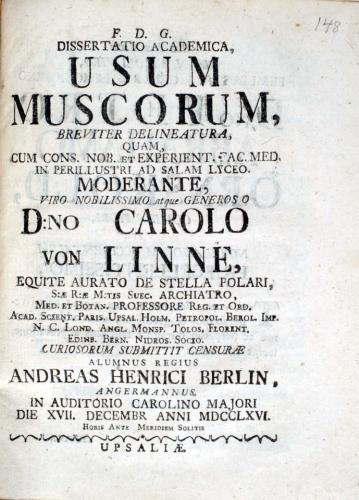 148
F. D. G.
DISSERTATIO ACADEMICA,
USUM
MUSCORUM,
BREVITER DELINEATURA,
QUAM,
CUM CONS. NOB. ET EXPERIENT. FAC. MED.
IN PERILLUSTRI AD SALAM LYCEO.
MODERANTE,
VIRO NOBILISSIMO atque GENEROSO
D:NO CAROLO
VON LINNE,
EQUITE AURATO DE STELLA POLARI,
S:Æ R:Æ M:TIS SUEC. ARCHIATRO,
MED. ET BOTAN. PROFESSORE REG. ET ORD.
ACAD. SCIENT. PARIS. UPSAL. HOLM. PETROPOL. BEROL. IMP.
N. C. LOND. ANGL. MONSP. TOLOS. FLORENT.
EDINB. BERN. NIDROS. SOCIO.
CURIOSORUM SUBMITTIT CENSURÆ
ALUMNUS REGIUS
ANDREAS HENRICI BERLIN,
ANGERMANNUS.
IN AUDITORIO CAROLINO MAJORI
DIE XVII. DECEMBR ANNI MDCCLXVI.
HORIS ANTE MERIDIEM SOLITIS
UPSALIÆ.